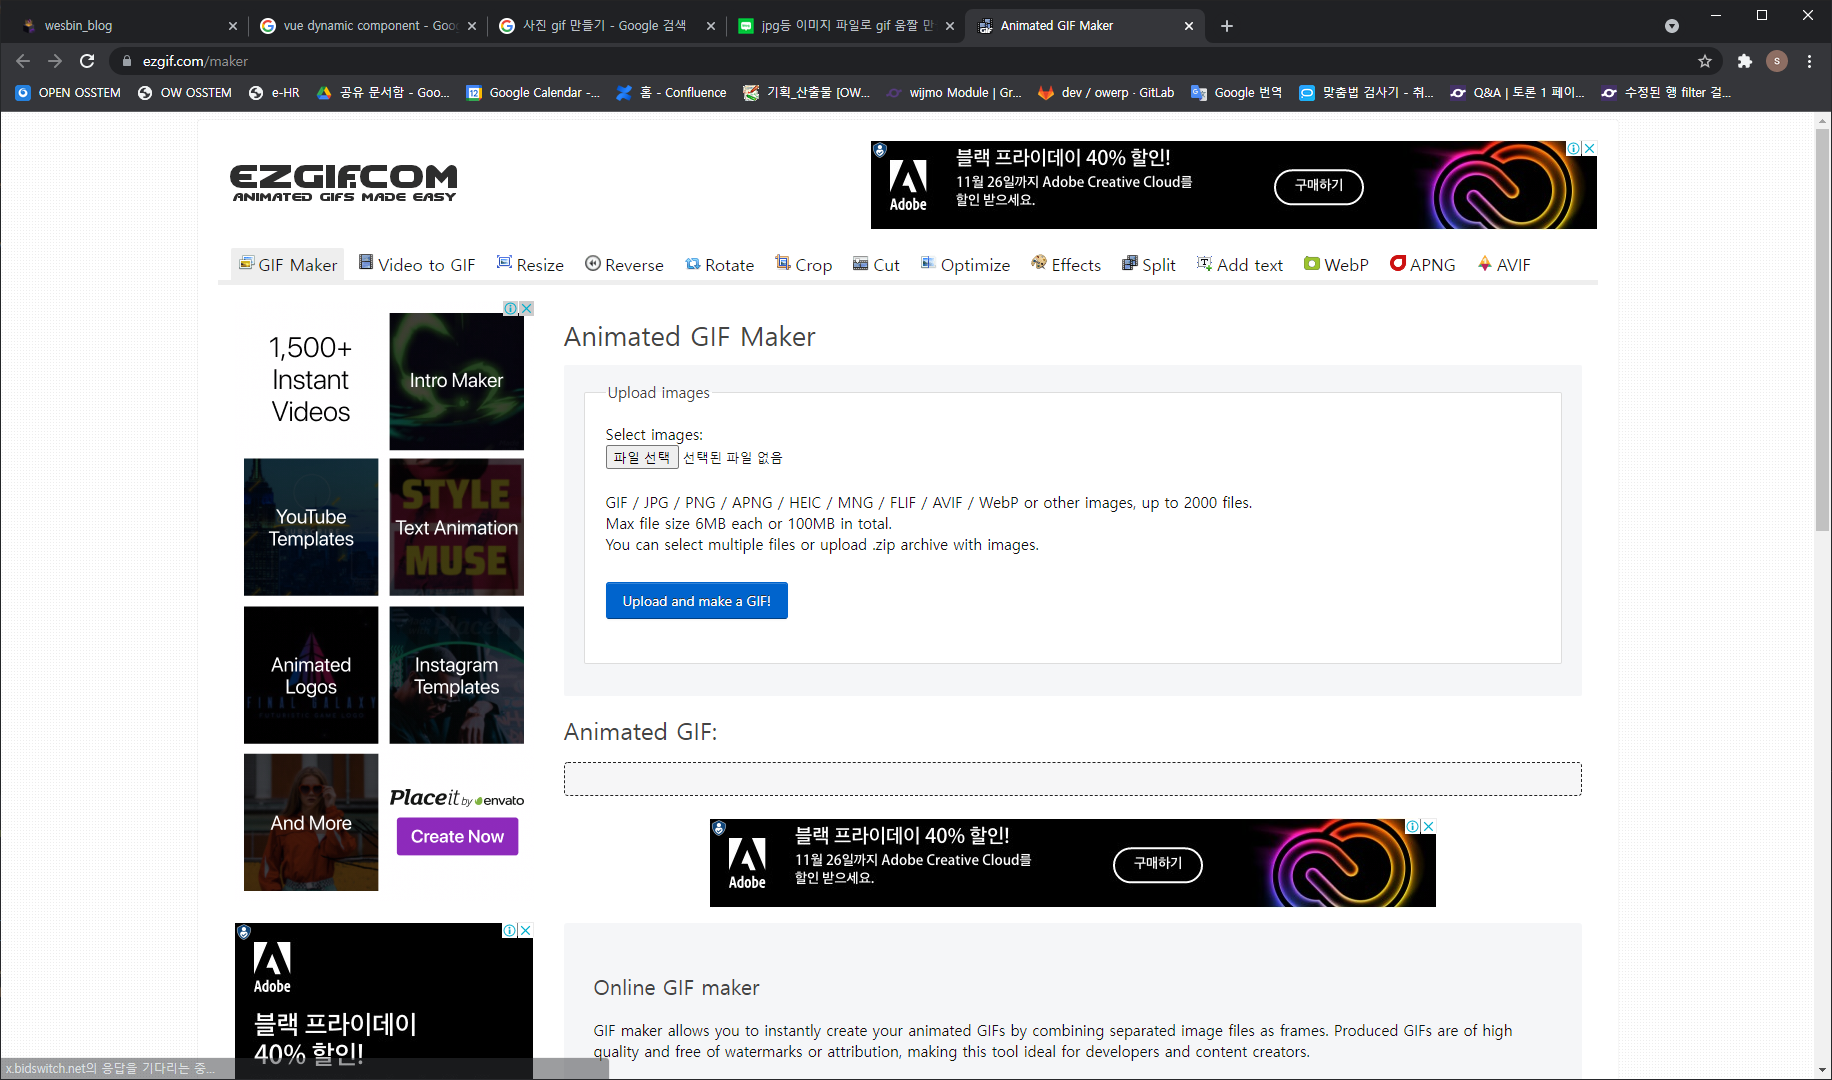 wesbin_blog
vue dynamic component - Goo
사진 gif 만들기 - Google 검색
jpg등 이미지 파일로 gif 움짤 만
Animated GIF Maker
ezgif.com/maker
S
OPEN OSSTEM
OW OSSTEM
e-HR
공유 문서함 - Goo...
Google Calendar -...
홈 - Confluence
기획_산출물 [OW...
wijmo Module | Gr...
dev / owerp · GitLab
Google 번역
맞춤법 검사기 - 취...
Q&A | 토론 1 페이...
수정된 행 filter 걸...
EZGIF.COM
ANIMATED GIFS MADE EASY
Adobe
블랙 프라이데이 40% 할인!
11월 26일까지 Adobe Creative Cloud를
할인 받으세요.
구매하기
GIF Maker
Video to GIF
Resize
Reverse
Rotate
Crop
Cut
Optimize
Effects
Split
Add text
WebP
APNG
AVIF
1,500+
Instant
Videos
Intro Maker
YouTube
Templates
STYLE
Text Animation
MUSE
Animated
Logos
FINAL GALAXY
Instagram
Templates
And More
Placeit by envato
Create Now
Adobe
블랙 프라이데이
40% 할인!
Animated GIF Maker
Upload images
Select images:
파일 선택 선택된 파일 없음
GIF / JPG / PNG / APNG / HEIC / MNG / FLIF / AVIF / WebP or other images, up to 2000 files.
Max file size 6MB each or 100MB in total.
You can select multiple files or upload .zip archive with images.
Upload and make a GIF!
Animated GIF:
Adobe
블랙 프라이데이 40% 할인!
11월 26일까지 Adobe Creative Cloud를
할인 받으세요.
구매하기
Online GIF maker
GIF maker allows you to instantly create your animated GIFs by combining separated image files as frames. Produced GIFs are of high
quality and free of watermarks or attribution, making this tool ideal for developers and content creators.
x.bidswitch.net의 응답을 기다리는 중...